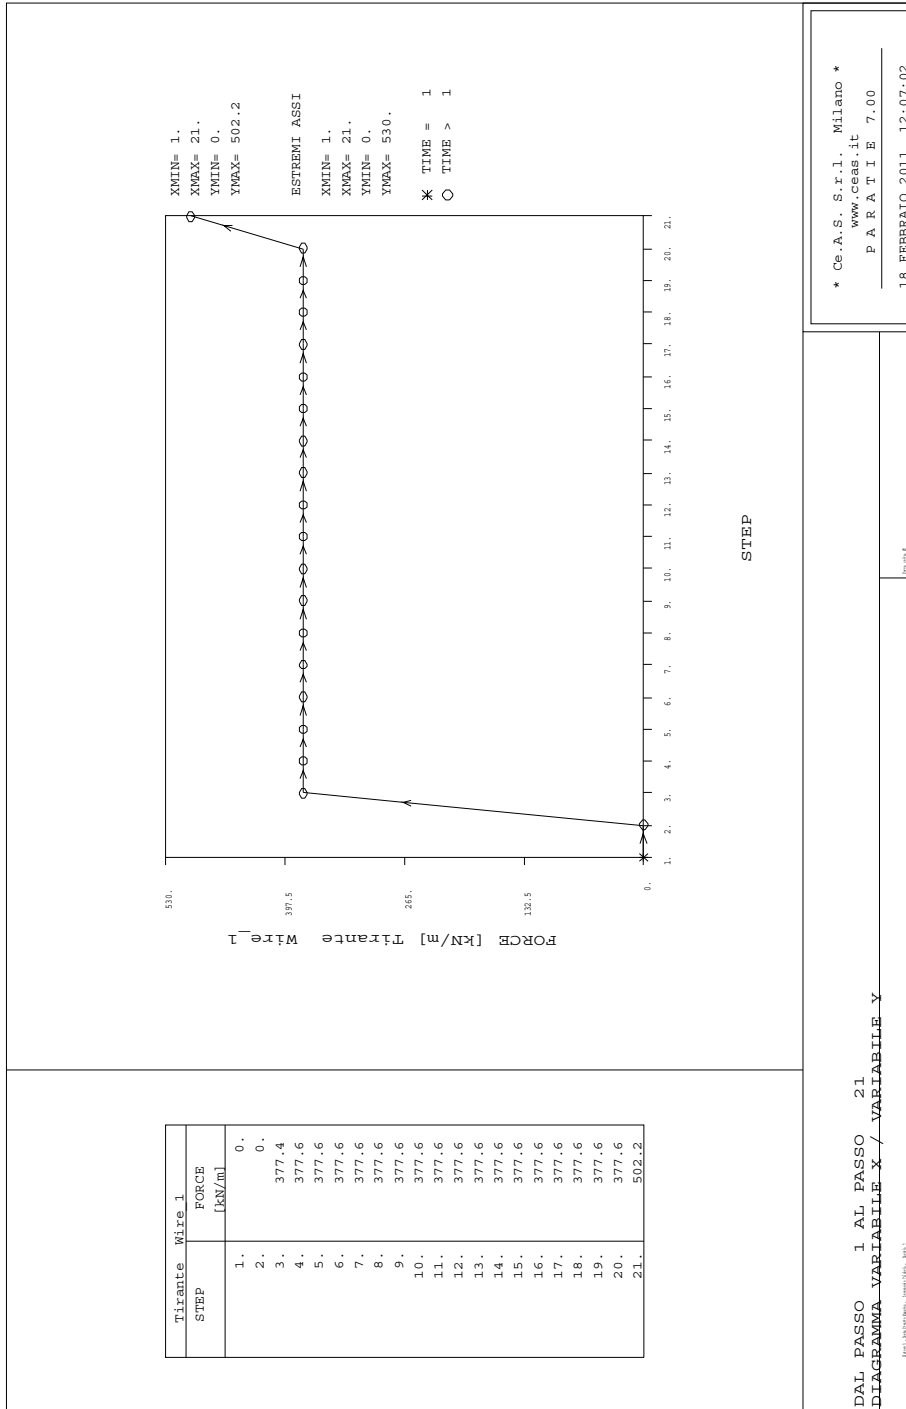 Tirante Wire_1
STEP FORCE
[kN/m]
1. 0.
2. 0.
3. 377.4
4. 377.6
5. 377.6
6. 377.6
7. 377.6
8. 377.6
9. 377.6
10. 377.6
11. 377.6
12. 377.6
13. 377.6
14. 377.6
15. 377.6
16. 377.6
17. 377.6
18. 377.6
19. 377.6
20. 377.6
21. 502.2
FORCE [kN/m] Tirante Wire_1
530.
397.5
265.
132.5
0.
1. 2. 3. 4. 5. 6. 7. 8. 9. 10. 11. 12. 13. 14. 15. 16. 17. 18. 19. 20. 21.
STEP
XMIN= 1.
XMAX= 21.
YMIN= 0.
YMAX= 502.2
ESTREMI ASSI
XMIN= 1.
XMAX= 21.
YMIN= 0.
YMAX= 530.
TIME = 1
TIME > 1
DAL PASSO 1 AL PASSO 21
DIAGRAMMA VARIABILE X / VARIABILE Y
* Ce.A.S. S.r.l. Milano *
www.ceas.it
P A R A T I E 7.00
18 FEBBRAIO 2011 12:07:02